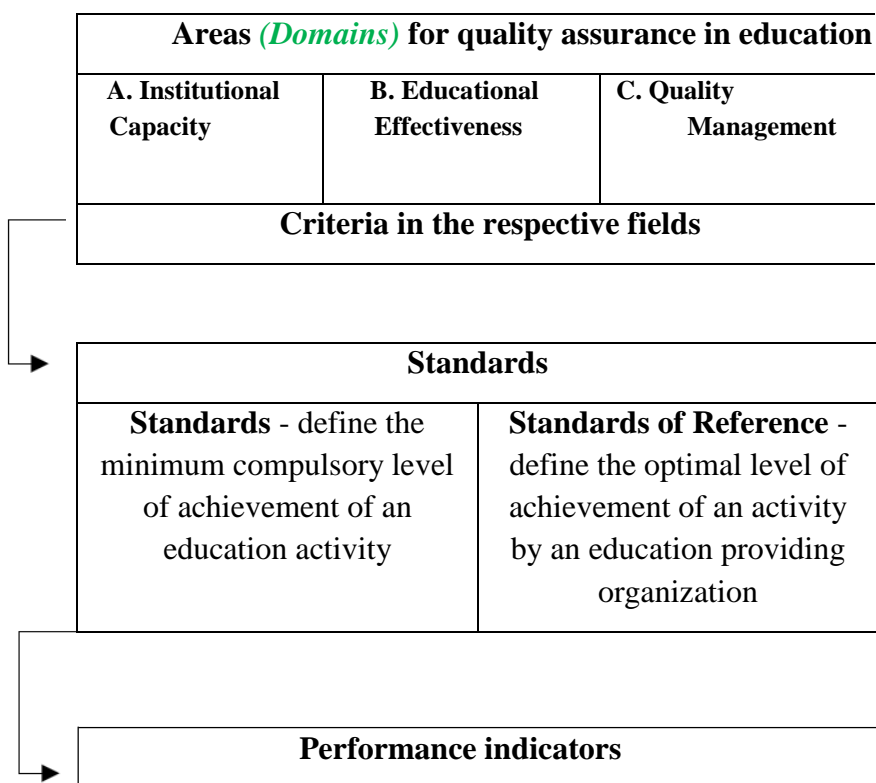 Areas (Domains) for quality assurance in education
A. Institutional
Capacity
B. Educational
Effectiveness
C. Quality
Management
Criteria in the respective fields
Standards
Standards - define the
minimum compulsory level
of achievement of an
education activity
Standards of Reference -
define the optimal level of
achievement of an activity
by an education providing
organization
Performance indicators